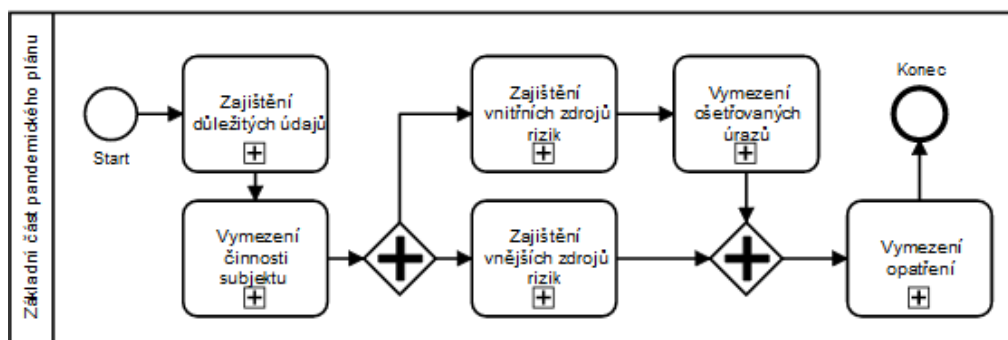 Základní část pandemického plánu
Start
Zajištění
důležitých údajů
Vymezení
činnosti
subjektu
Zajištění
vnitřních zdrojů
rizik
Zajištění
vnějších zdrojů
rizik
Vymezení
ošetřovaných
úrazů
Vymezení
opatření
Konec